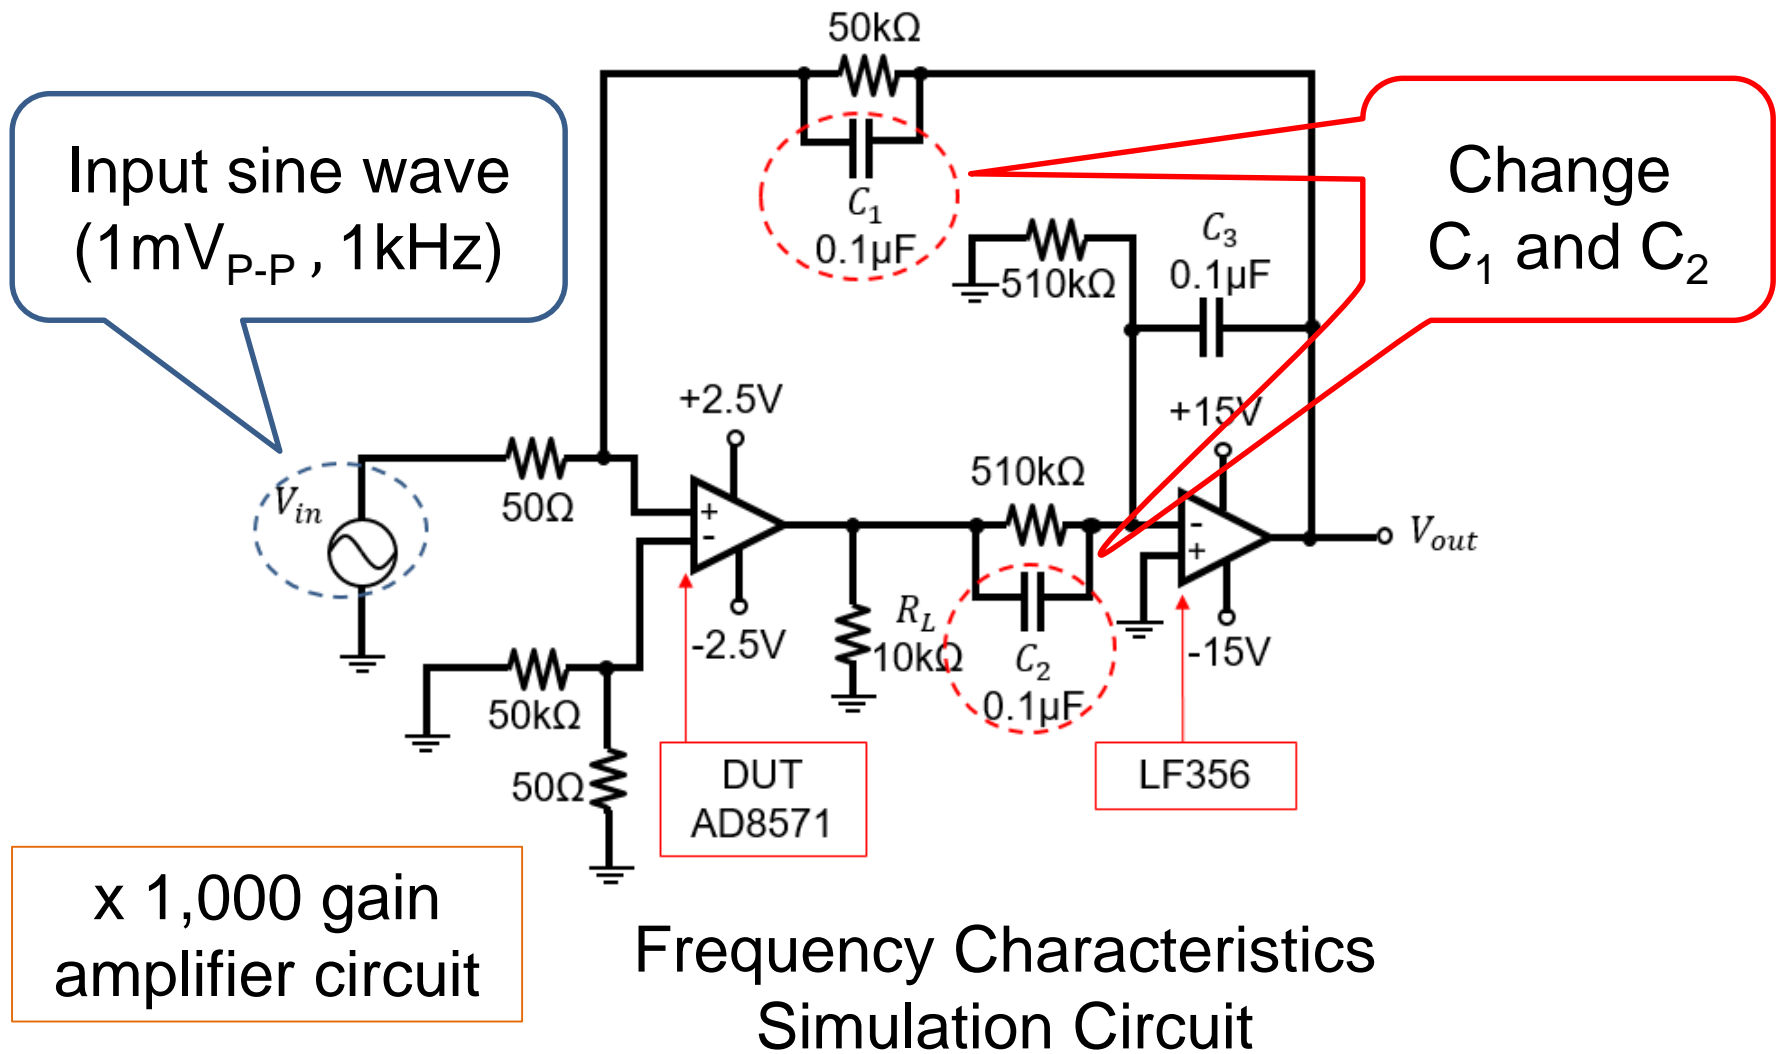 50kΩ
Input sine wave
(1mVP-P , 1kHz)
C1
0.1µF
Change
C1 and C2
510kΩ
C3
0.1µF
+2.5V
+15V
Vin
50Ω
+
-
-2.5V
510kΩ
-
+
Vout
RL
10kΩ
C2
0.1µF
-15V
50kΩ
50Ω
DUT
AD8571
LF356
x 1,000 gain
amplifier circuit
Frequency Characteristics
Simulation Circuit